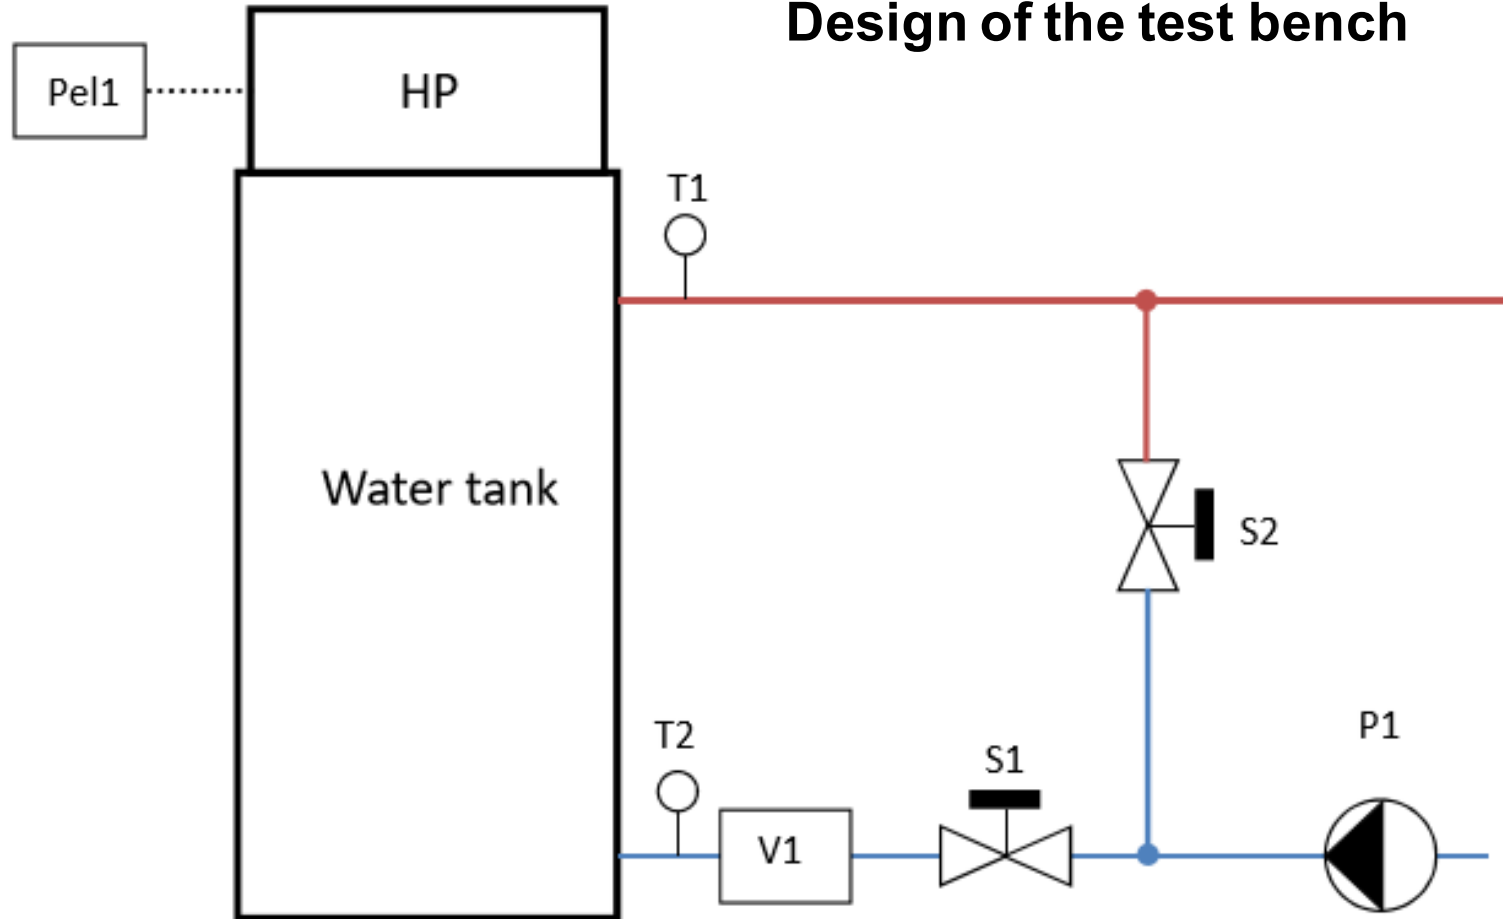 Design of the test bench
Pel1
HP
T1
Water tank
S2
T2
S1
P1
V1